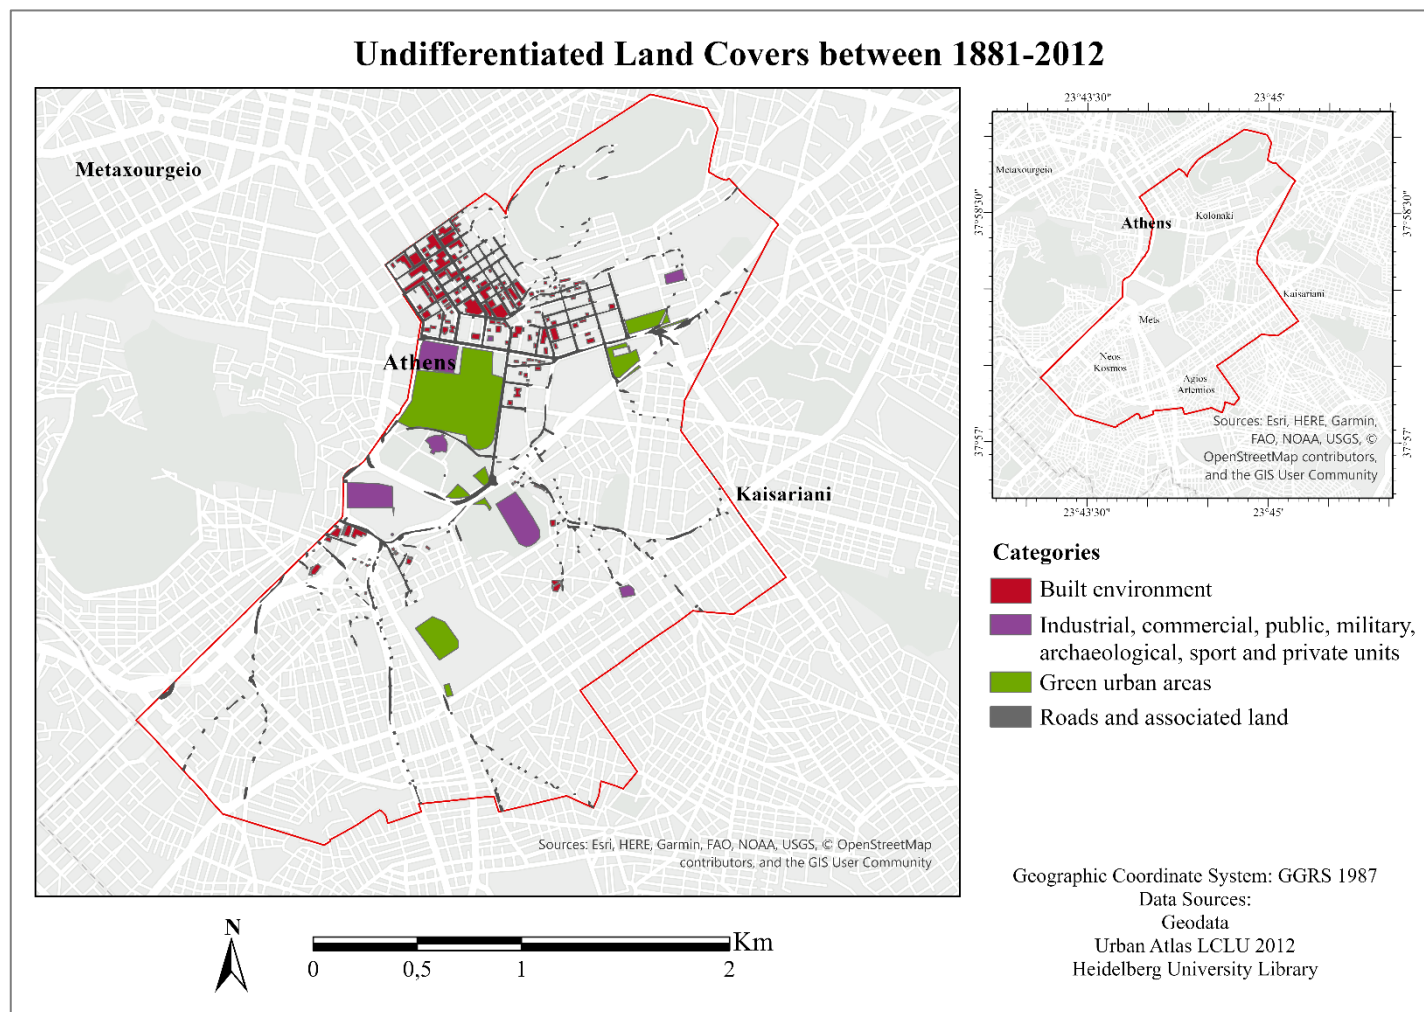 Undifferentiated Land Covers between 1881-2012
Metaxourgeio
Athens
Kaisariani
Sources: Esri, HERE, Garmin, FAO, NOAA, USGS, © OpenStreetMap
contributors, and the GIS User Community
23°43'30" 23°45'
37°58'30" 37°58'30"
Metaxourgeio
Kolonaki
Athens
Kaisariani
Mets
Neos
Kosmos
Agios
Artemios
Sources: Esri, HERE, Garmin,
FAO, NOAA, USGS, ©
OpenStreetMap contributors,
and the GIS User Community
37°57' 37°57'
23°43'30" 23°45'
Categories
Built environment
Industrial, commercial, public, military,
archaeological, sport and private units
Green urban areas
Roads and associated land
N
Km
0 0,5 1 2
Geographic Coordinate System: GGRS 1987
Data Sources:
Geodata
Urban Atlas LCLU 2012
Heidelberg University Library